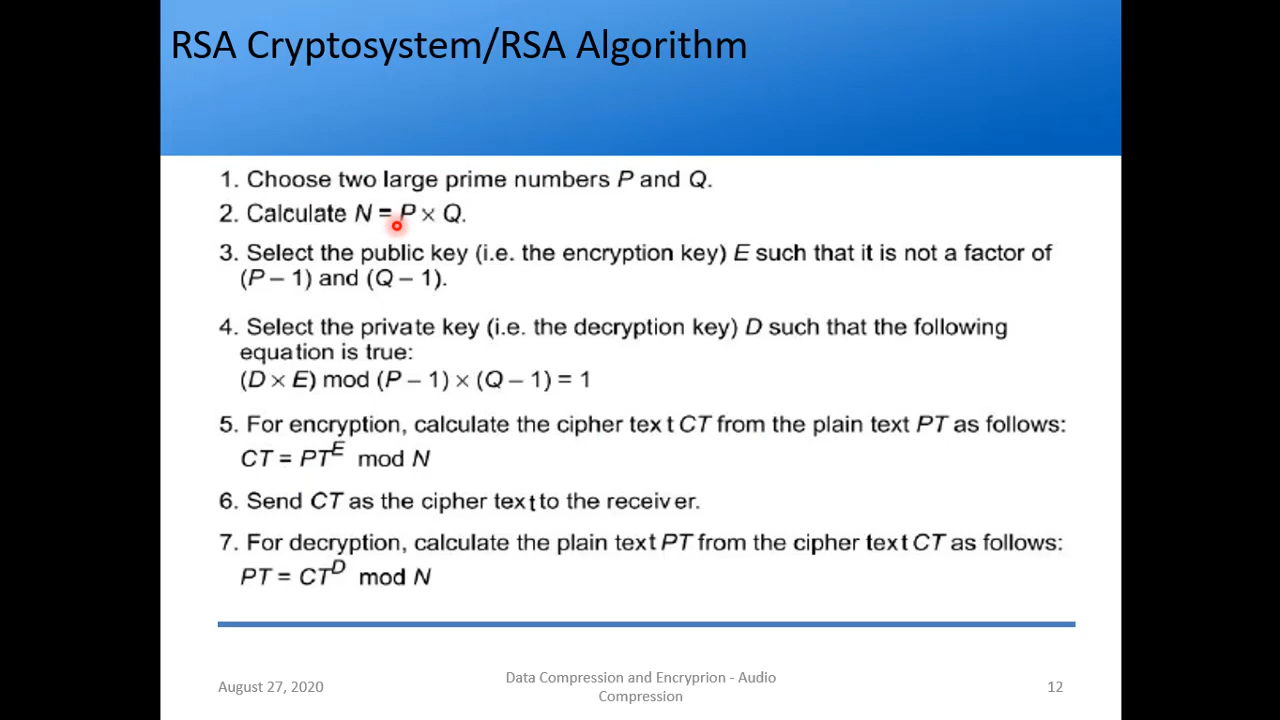 RSA Cryptosystem/RSA Algorithm
1. Choose two large prime numbers P and Q.
2. Calculate N = P × Q.
3. Select the public key (i.e. the encryption key) E such that it is not a factor of
(P – 1) and (Q – 1).
4. Select the private key (i.e. the decryption key) D such that the following
equation is true:
(D × E) mod (P – 1) × (Q – 1) = 1
5. For encryption, calculate the cipher text CT from the plain text PT as follows:
CT = PT^E mod N
6. Send CT as the cipher text to the receiver.
7. For decryption, calculate the plain text PT from the cipher text CT as follows:
PT = CT^D mod N
August 27, 2020
Data Compression and Encryprion - Audio
Compression
12